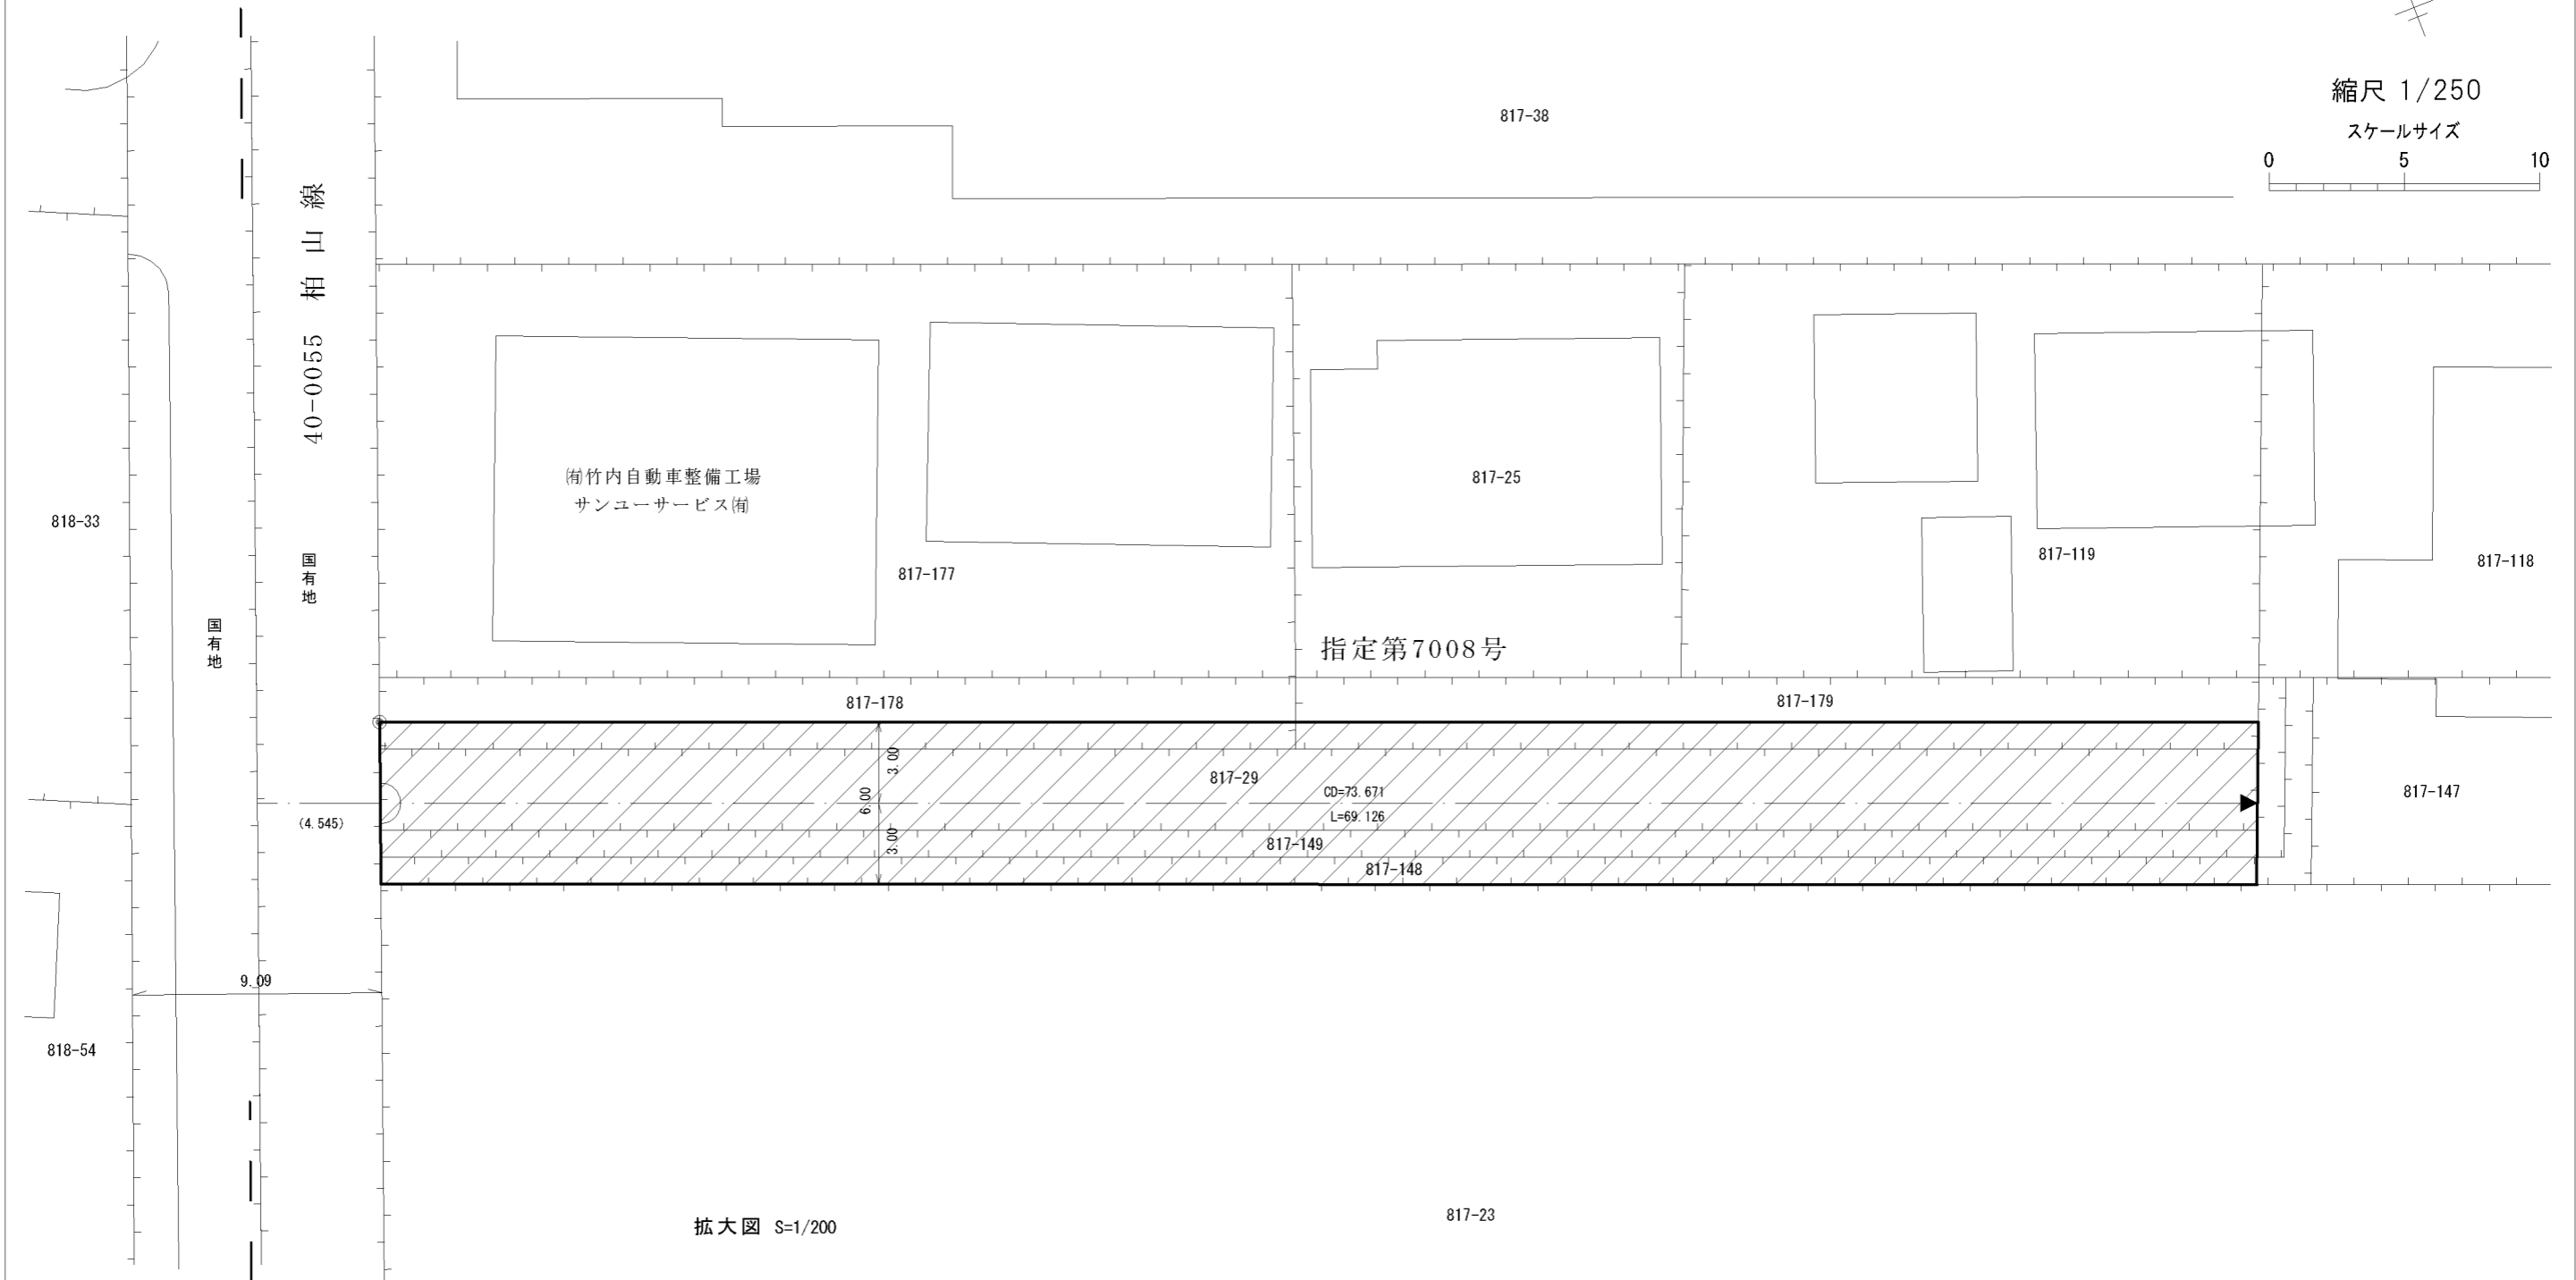 縮尺 1/250
スケールサイズ
0 5 10
817-38
40-0055 柏山線
国有地
国有地
818-33
㈲竹内自動車整備工場
サンユーサービス㈲
817-177
817-25
817-119
817-118
指定第7008号
817-178
817-179
3.00
817-29
6.00
CD=73.671
L=69.126
817-147
(4.545)
3.00
817-149
817-148
9.09
818-54
拡大図 S=1/200
817-23